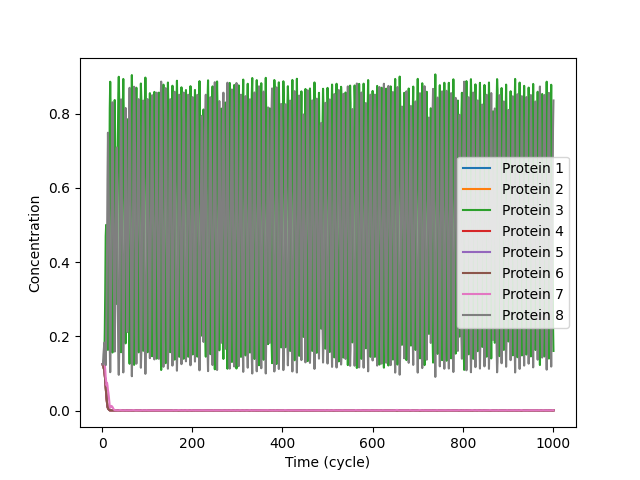 Concentration
0.8
0.6
0.4
0.2
0.0
Protein 1
Protein 2
Protein 3
Protein 4
Protein 5
Protein 6
Protein 7
Protein 8
0 200 400 600 800 1000
Time (cycle)